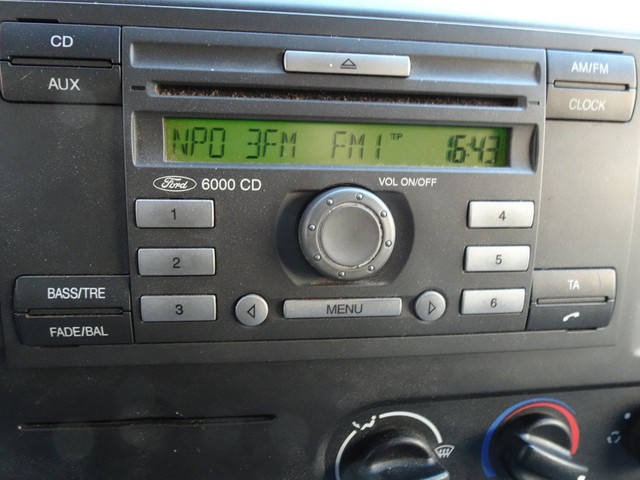 CD
AUX
AM/FM
CLOCK
NPO 3FM FM1 TP 16:43
Ford 6000 CD VOL ON/OFF
1
2
3
4
5
6
BASS/TRE
FADE/BAL
MENU
TA